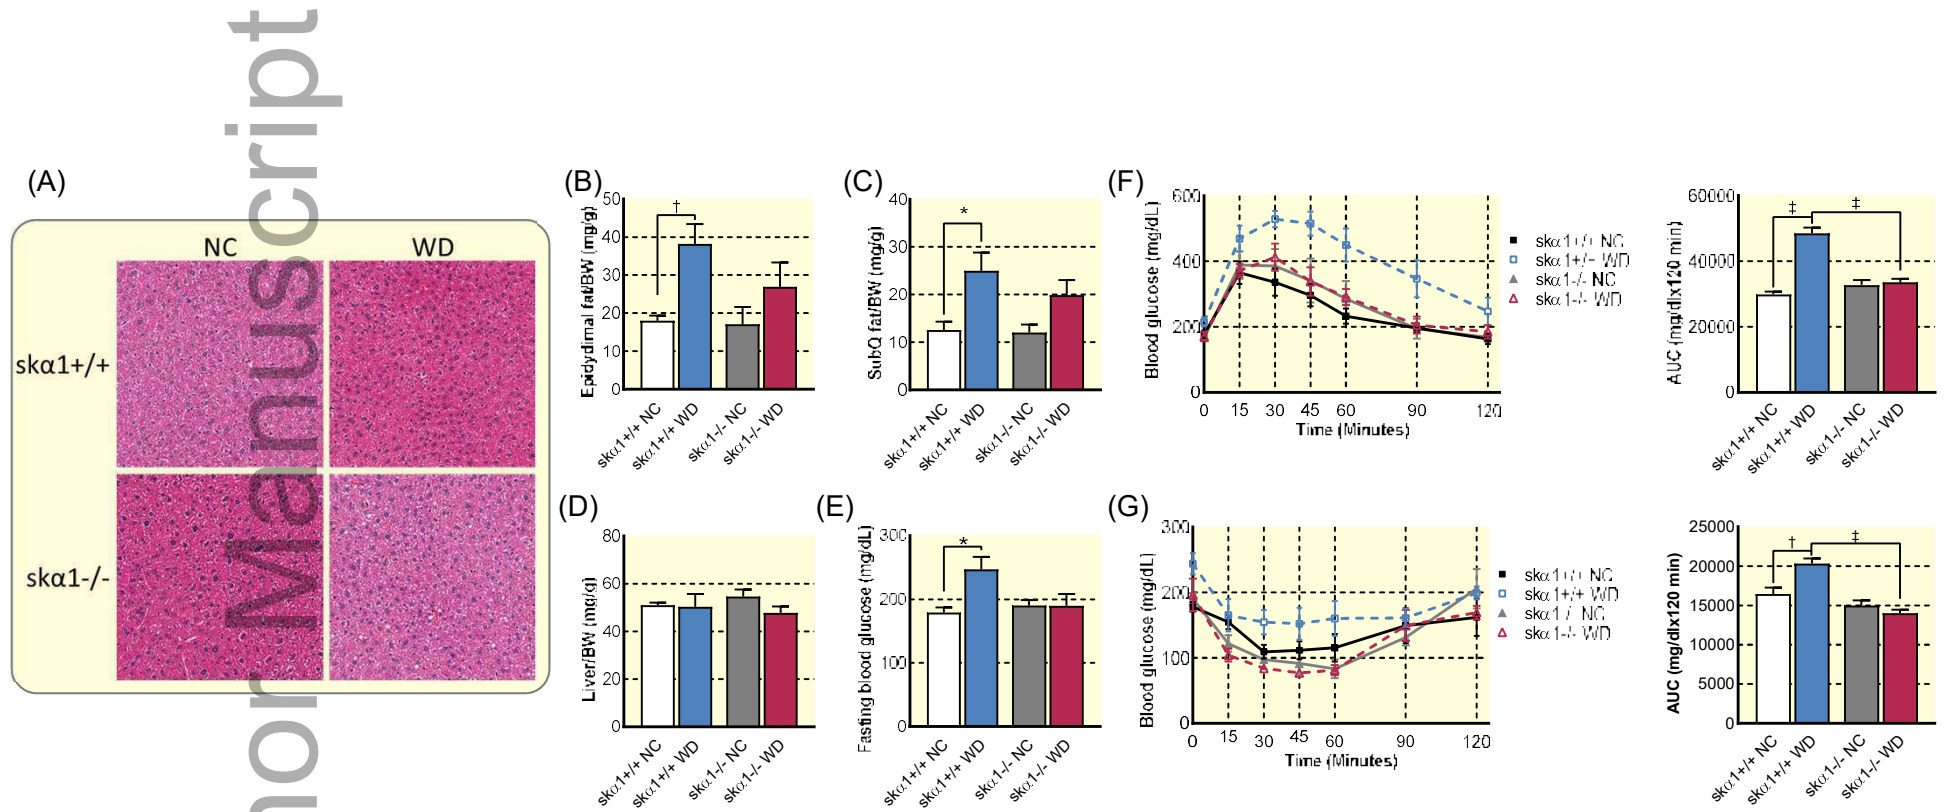 nor Manuscript
(A)
NC WD
skα1+/+
skα1-/-
(B)
Epidydimal fat/BW (mg/g)
50
40
30
20
10
0
†
skα1+/+ NC
skα1+/+ WD
skα1-/- NC
skα1-/- WD
(C)
SubQ fat/BW (mg/g)
40
30
20
10
0
*
skα1+/+ NC
skα1+/+ WD
skα1-/- NC
skα1-/- WD
(D)
Liver/BW (mg/g)
80
60
40
20
0
skα1+/+ NC
skα1+/+ WD
skα1-/- NC
skα1-/- WD
(E)
Fasting blood glucose (mg/dL)
300
200
100
0
*
skα1+/+ NC
skα1+/+ WD
skα1-/- NC
skα1-/- WD
(F)
Blood glucose (mg/dL)
600
400
200
0
0 15 30 45 60 90 120
Time (Minutes)
skα1+/+ NC
skα1+/+ WD
skα1-/- NC
skα1-/- WD
AUC (mg/dlx120 min)
60000
40000
20000
0
‡ ‡
skα1+/+ NC
skα1+/+ WD
skα1-/- NC
skα1-/- WD
(G)
Blood glucose (mg/dL)
300
200
100
0
0 15 30 45 60 90 120
Time (Minutes)
skα1+/+ NC
skα1+/+ WD
skα1-/- NC
skα1-/- WD
AUC (mg/dlx120 min)
25000
20000
15000
10000
5000
0
† ‡
skα1+/+ NC
skα1+/+ WD
skα1-/- NC
skα1-/- WD